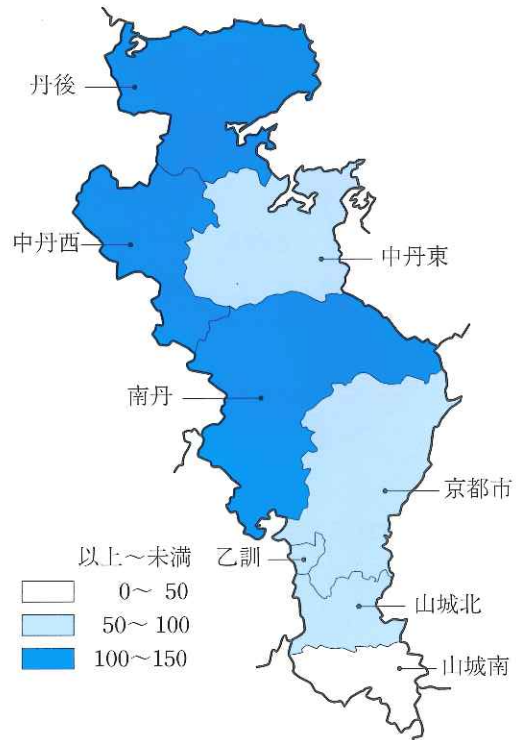 丹後
中丹西
中丹東
南丹
京都市
以上～未満
乙訓
0～ 50
50～100
山城北
100～150
山城南